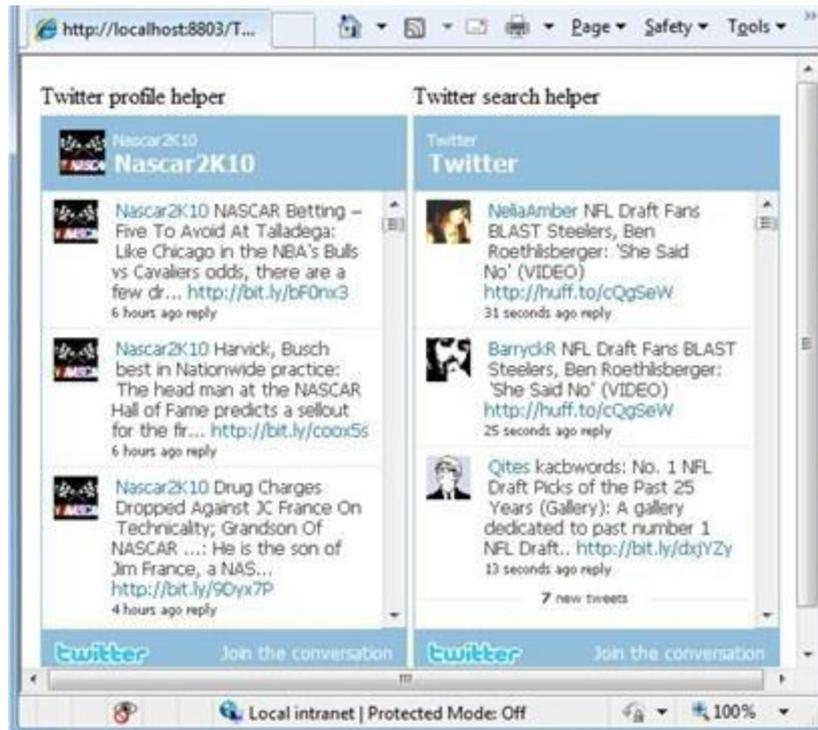 http://localhost:8803/T...
Page
Safety
Tools
Twitter profile helper
Nascar2K10
Nascar2K10
Nascar2K10 NASCAR Betting –
Five To Avoid At Talladega:
Like Chicago in the NBA's Bulls
vs Cavaliers odds, there are a
few dr... http://bit.ly/bF0nx3
6 hours ago reply
Nascar2K10 Harvick, Busch
best in Nationwide practice:
The head man at the NASCAR
Hall of Fame predicts a sellout
for the fir... http://bit.ly/coox5s
6 hours ago reply
Nascar2K10 Drug Charges
Dropped Against JC France On
Technicality; Grandson Of
NASCAR ...: He is the son of
Jim France, a NAS...
http://bit.ly/9Dyx7P
4 hours ago reply
twitter
Join the conversation
Twitter search helper
Twitter
Twitter
NeliaAmber NFL Draft Fans
BLAST Steelers, Ben
Roethlisberger: 'She Said
No' (VIDEO)
http://huff.to/cQgSeW
31 seconds ago reply
BarryckR NFL Draft Fans BLAST
Steelers, Ben Roethlisberger:
'She Said No' (VIDEO)
http://huff.to/cQgSeW
25 seconds ago reply
Qites kacbwords: No. 1 NFL
Draft Picks of the Past 25
Years (Gallery): A gallery
dedicated to past number 1
NFL Draft.. http://bit.ly/dxjYZy
13 seconds ago reply
7 new tweets
twitter
Join the conversation
Local intranet | Protected Mode: Off
100%